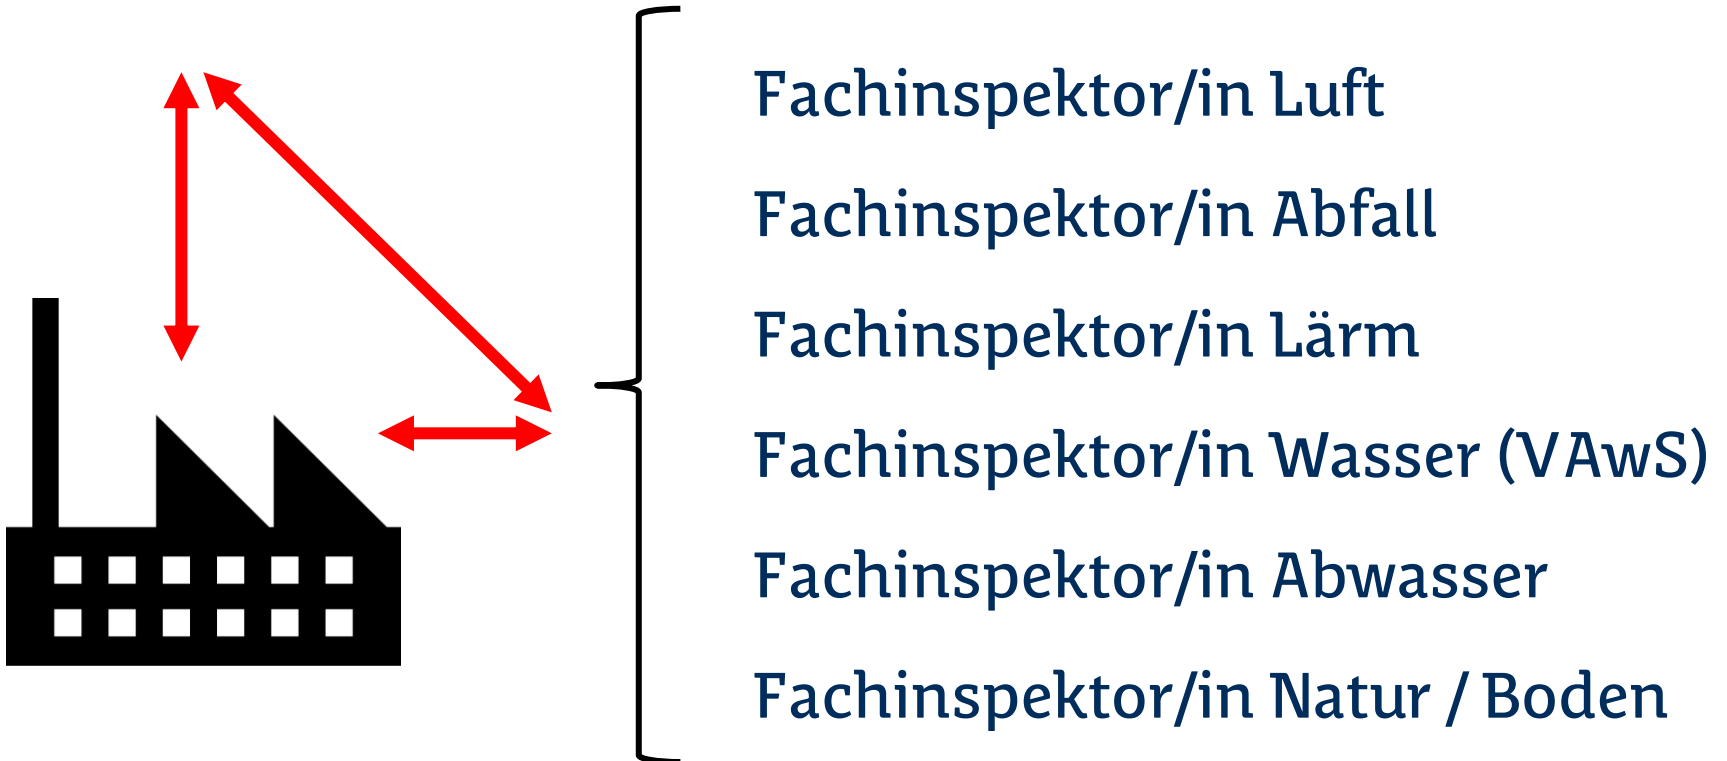 Fachinspektor/in Luft
Fachinspektor/in Abfall
Fachinspektor/in Lärm
Fachinspektor/in Wasser (VAwS)
Fachinspektor/in Abwasser
Fachinspektor/in Natur / Boden